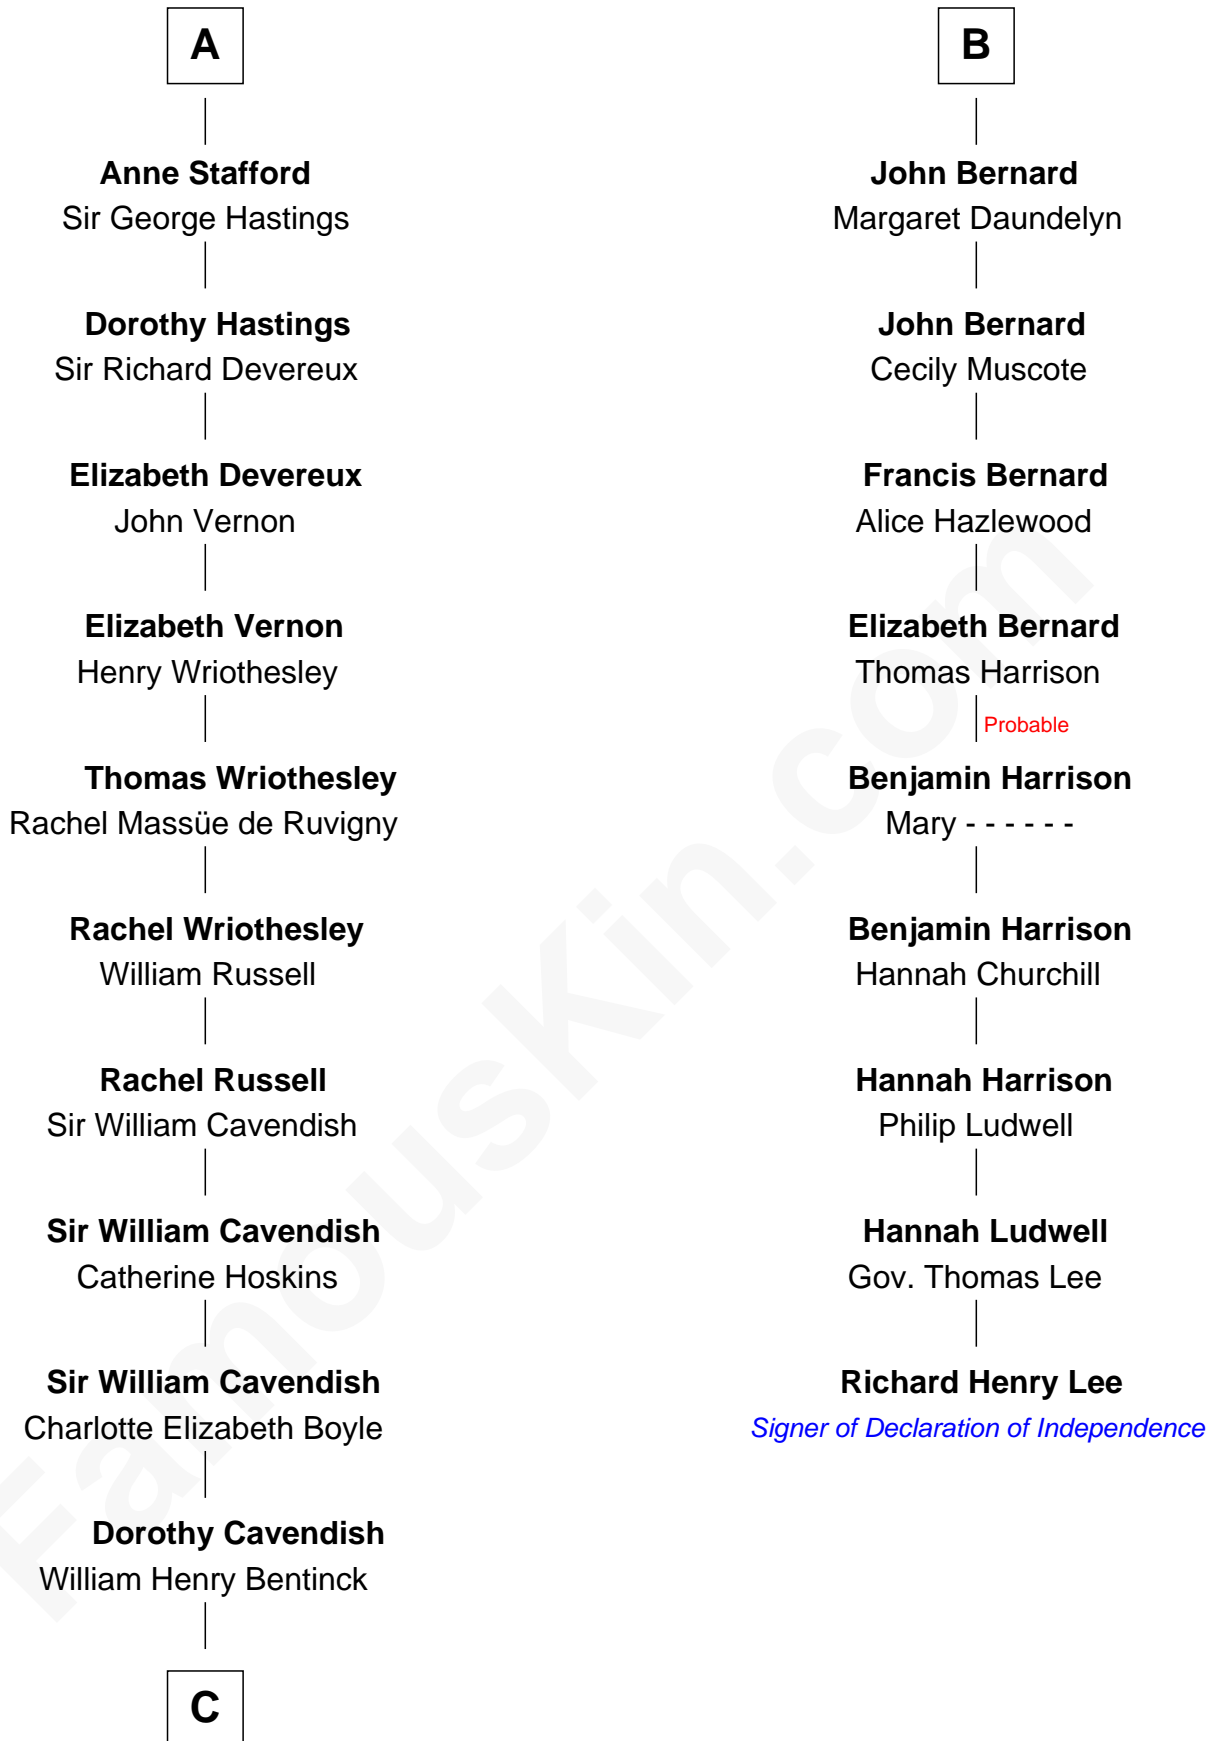 A
Anne Stafford
Sir George Hastings
Dorothy Hastings
Sir Richard Devereux
Elizabeth Devereux
John Vernon
Elizabeth Vernon
Henry Wriothesley
Thomas Wriothesley
Rachel Massüe de Ruvigny
Rachel Wriothesley
William Russell
Rachel Russell
Sir William Cavendish
Sir William Cavendish
Catherine Hoskins
Sir William Cavendish
Charlotte Elizabeth Boyle
Dorothy Cavendish
William Henry Bentinck
C
B
John Bernard
Margaret Daundelyn
John Bernard
Cecily Muscote
Francis Bernard
Alice Hazlewood
Elizabeth Bernard
Thomas Harrison
Probable
Benjamin Harrison
Mary - - - - - -
Benjamin Harrison
Hannah Churchill
Hannah Harrison
Philip Ludwell
Hannah Ludwell
Gov. Thomas Lee
Richard Henry Lee
Signer of Declaration of Independence
FamousKin.com